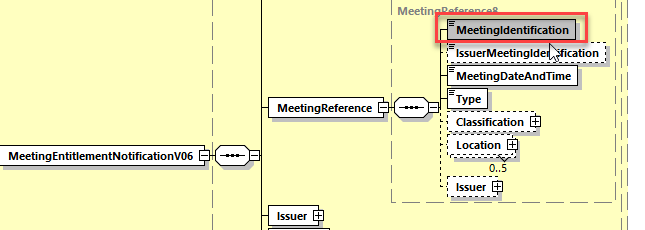 MeetingReference8
MeetingIdentification
IssuerMeetingIdentification
MeetingDateAndTime
MeetingReference
Type
Classification
MeetingEntitlementNotificationV06
Location
0..5
Issuer
Issuer